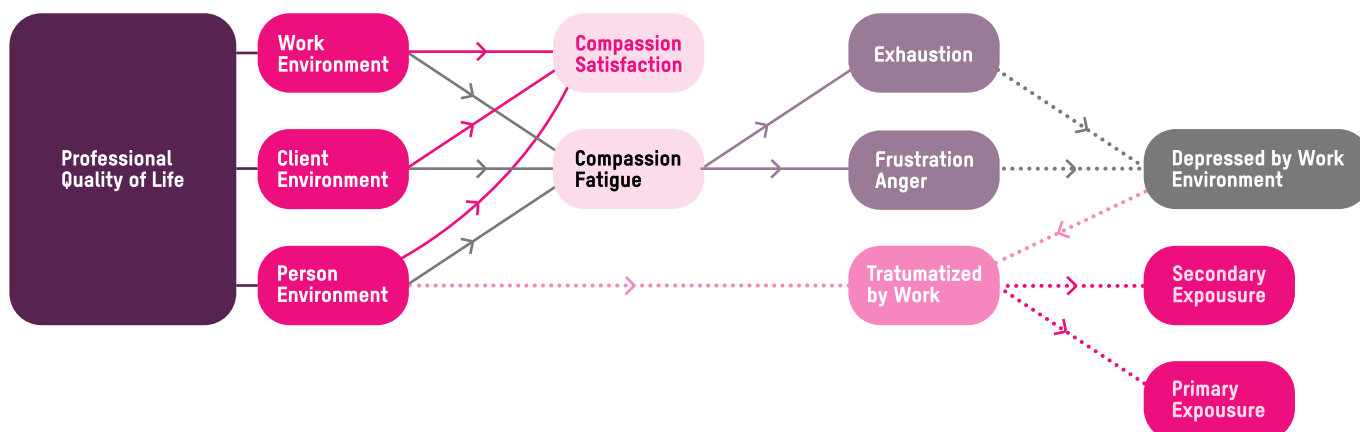 Professional
Quality of Life
Work
Environment
Client
Environment
Person
Environment
Compassion
Satisfaction
Compassion
Fatigue
Exhaustion
Frustration
Anger
Tratumatized
by Work
Depressed by Work
Environment
Secondary
Expousure
Primary
Expousure